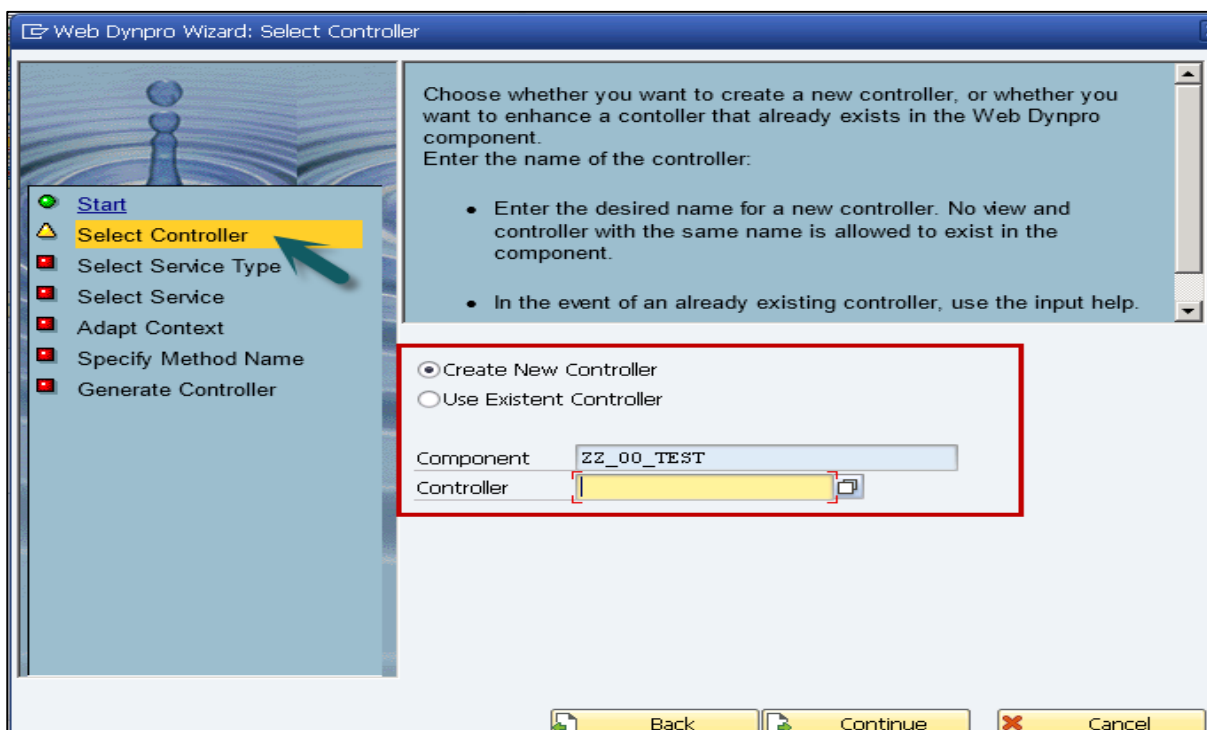 Web Dynpro Wizard: Select Controller
Start
Select Controller
Select Service Type
Select Service
Adapt Context
Specify Method Name
Generate Controller
Choose whether you want to create a new controller, or whether you
want to enhance a contoller that already exists in the Web Dynpro
component.
Enter the name of the controller:
• Enter the desired name for a new controller. No view and
controller with the same name is allowed to exist in the
component.
• In the event of an already existing controller, use the input help.
Create New Controller
Use Existent Controller
Component ZZ_00_TEST
Controller
Back Continue Cancel